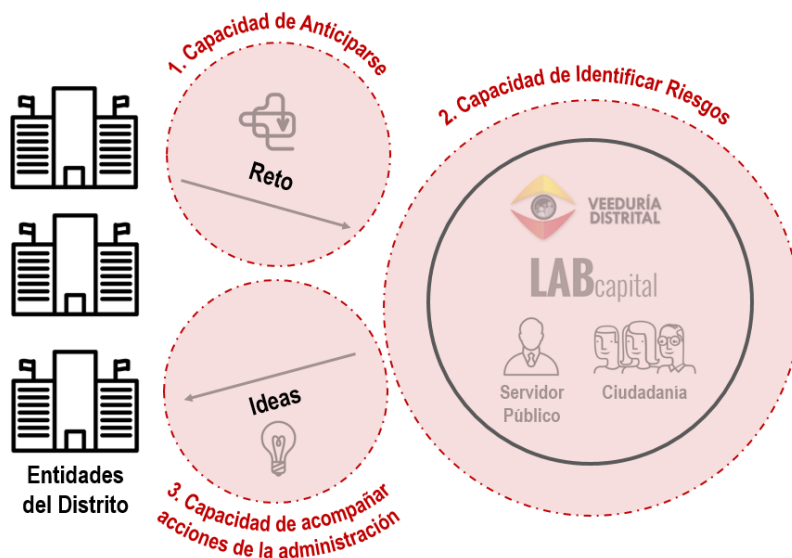 1. Capacidad de Anticiparse
Reto
2. Capacidad de Identificar Riesgos
VEEDURÍA
DISTRITAL
LABcapital
Servidor
Público
Ciudadanía
Ideas
3. Capacidad de acompañar
acciones de la administración
Entidades
del Distrito